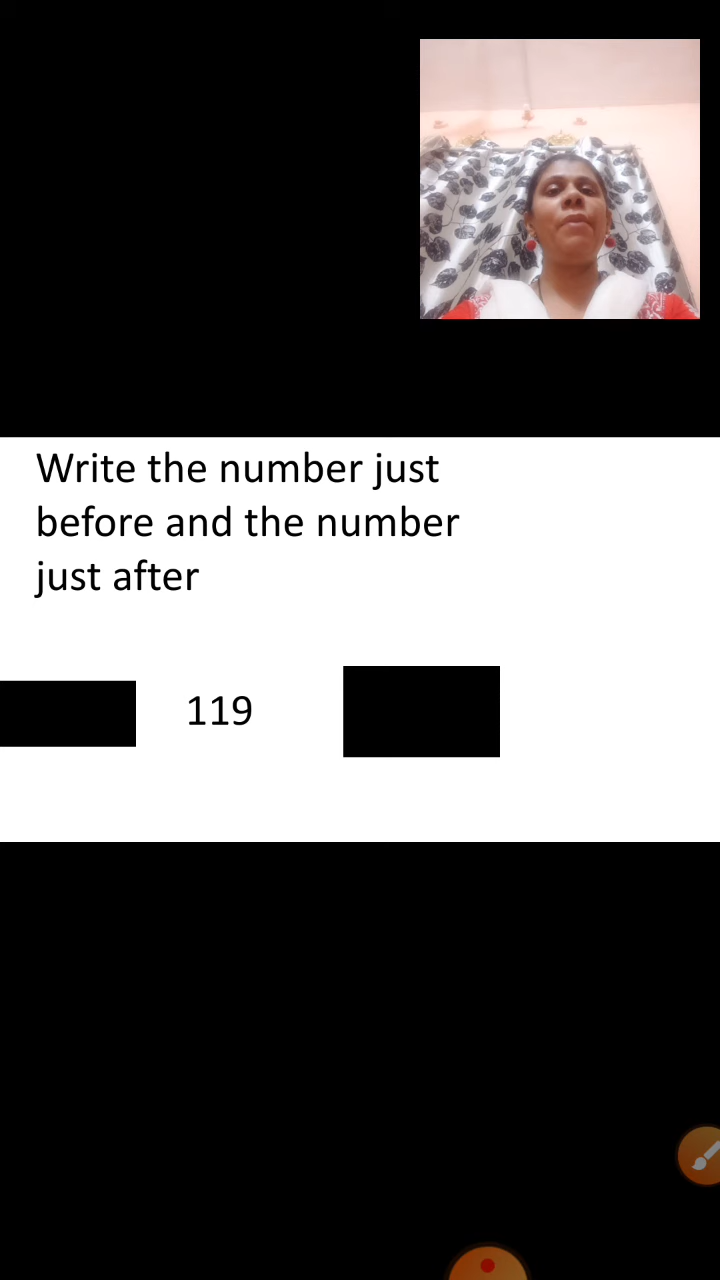 Write the number just
before and the number
just after
119